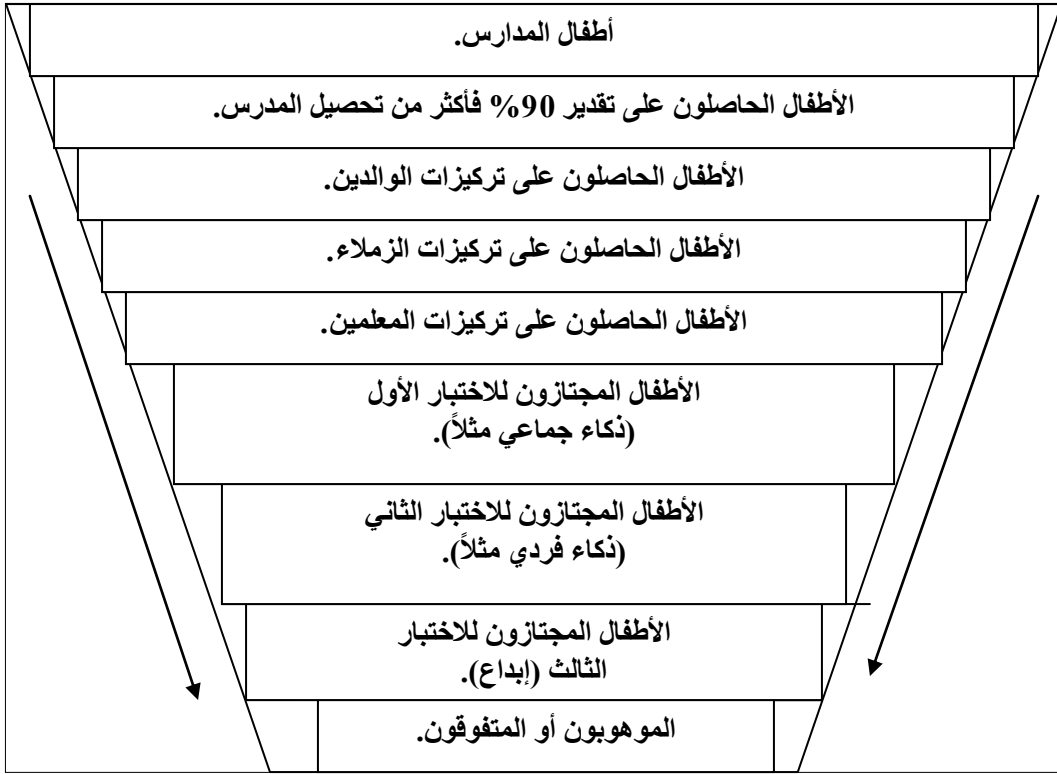 أطفال المدارس.
الأطفال الحاصلون على تقدير 90% فأكثر من تحصيل المدرس.
الأطفال الحاصلون على تركيزات الوالدين.
الأطفال الحاصلون على تركيزات الزملاء.
الأطفال الحاصلون على تركيزات المعلمين.
الأطفال المجتازون للاختبار الأول
(ذكاء جماعي مثلاً).
الأطفال المجتازون للاختبار الثاني
(ذكاء فردي مثلاً).
الأطفال المجتازون للاختبار
الثالث (إبداع).
الموهوبون أو المتفوقون.